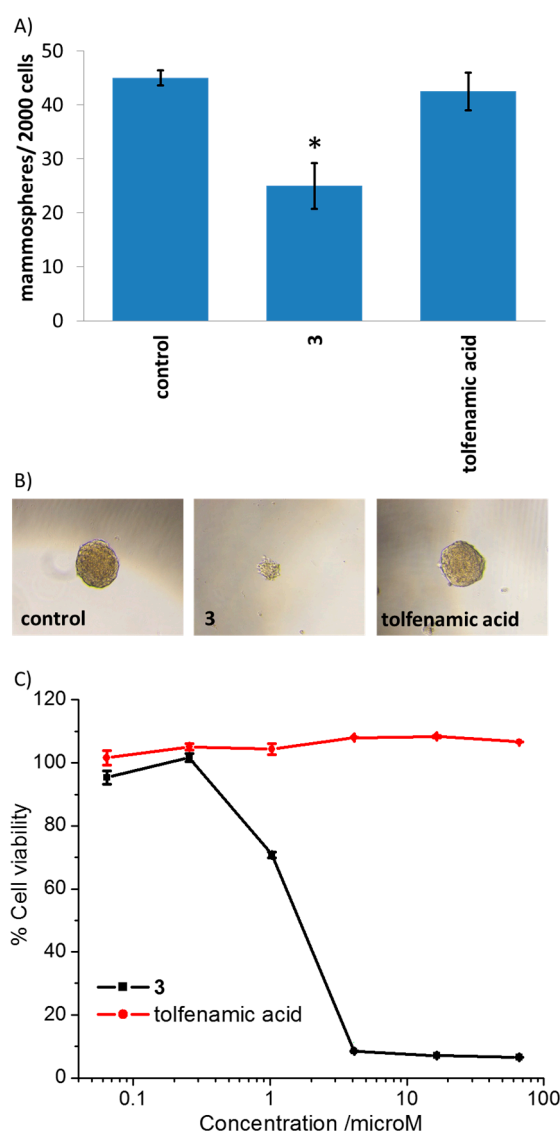 A)
mammospheres/ 2000 cells
50
40
30
20
10
0
*
control
3
tolfenamic acid
B)
control
3
tolfenamic acid
C)
% Cell viability
120
100
80
60
40
20
0
3
tolfenamic acid
0.1
1
10
100
Concentration /microM